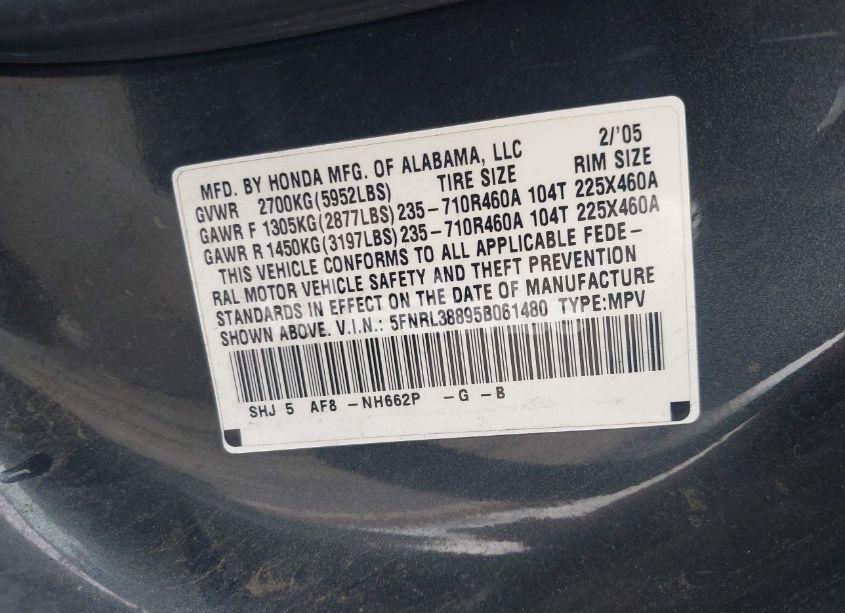 MFD. BY HONDA MFG. OF ALABAMA, LLC 2/'05
GVWR 2700KG(5952LBS) TIRE SIZE RIM SIZE
GAWR F 1305KG(2877LBS) 235-710R460A 104T 225X460A
GAWR R 1450KG(3197LBS) 235-710R460A 104T 225X460A
THIS VEHICLE CONFORMS TO ALL APPLICABLE FEDE-
RAL MOTOR VEHICLE SAFETY AND THEFT PREVENTION
STANDARDS IN EFFECT ON THE DATE OF MANUFACTURE
SHOWN ABOVE. V.I.N.: 5FNRL38895B061480 TYPE:MPV
SHJ 5 AF8 -NH662P -G -B